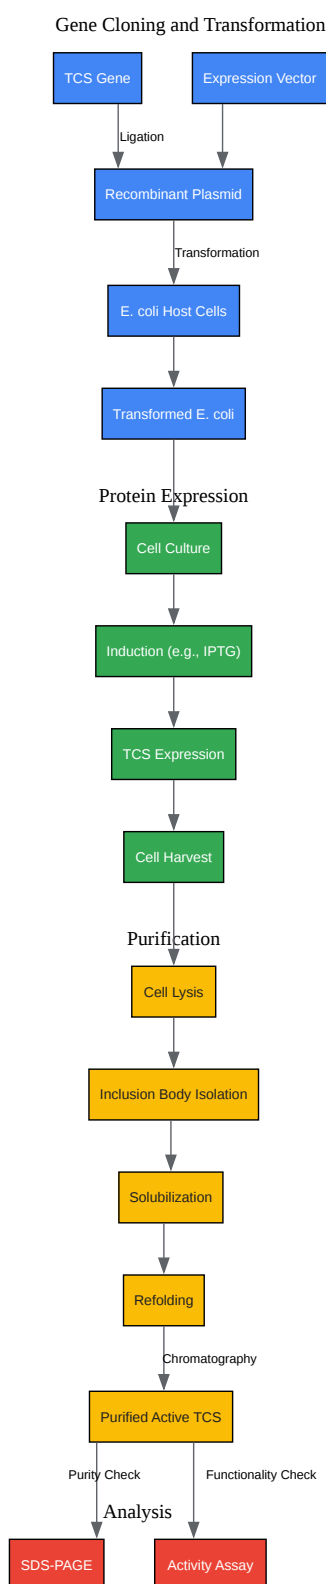 Gene Cloning and Transformation
TCS Gene
Expression Vector
Ligation
Recombinant Plasmid
Transformation
E. coli Host Cells
Transformed E. coli
Protein Expression
Cell Culture
Induction (e.g., IPTG)
TCS Expression
Cell Harvest
Purification
Cell Lysis
Inclusion Body Isolation
Solubilization
Refolding
Chromatography
Purified Active TCS
Purity Check
Functionality Check
Analysis
SDS-PAGE
Activity Assay